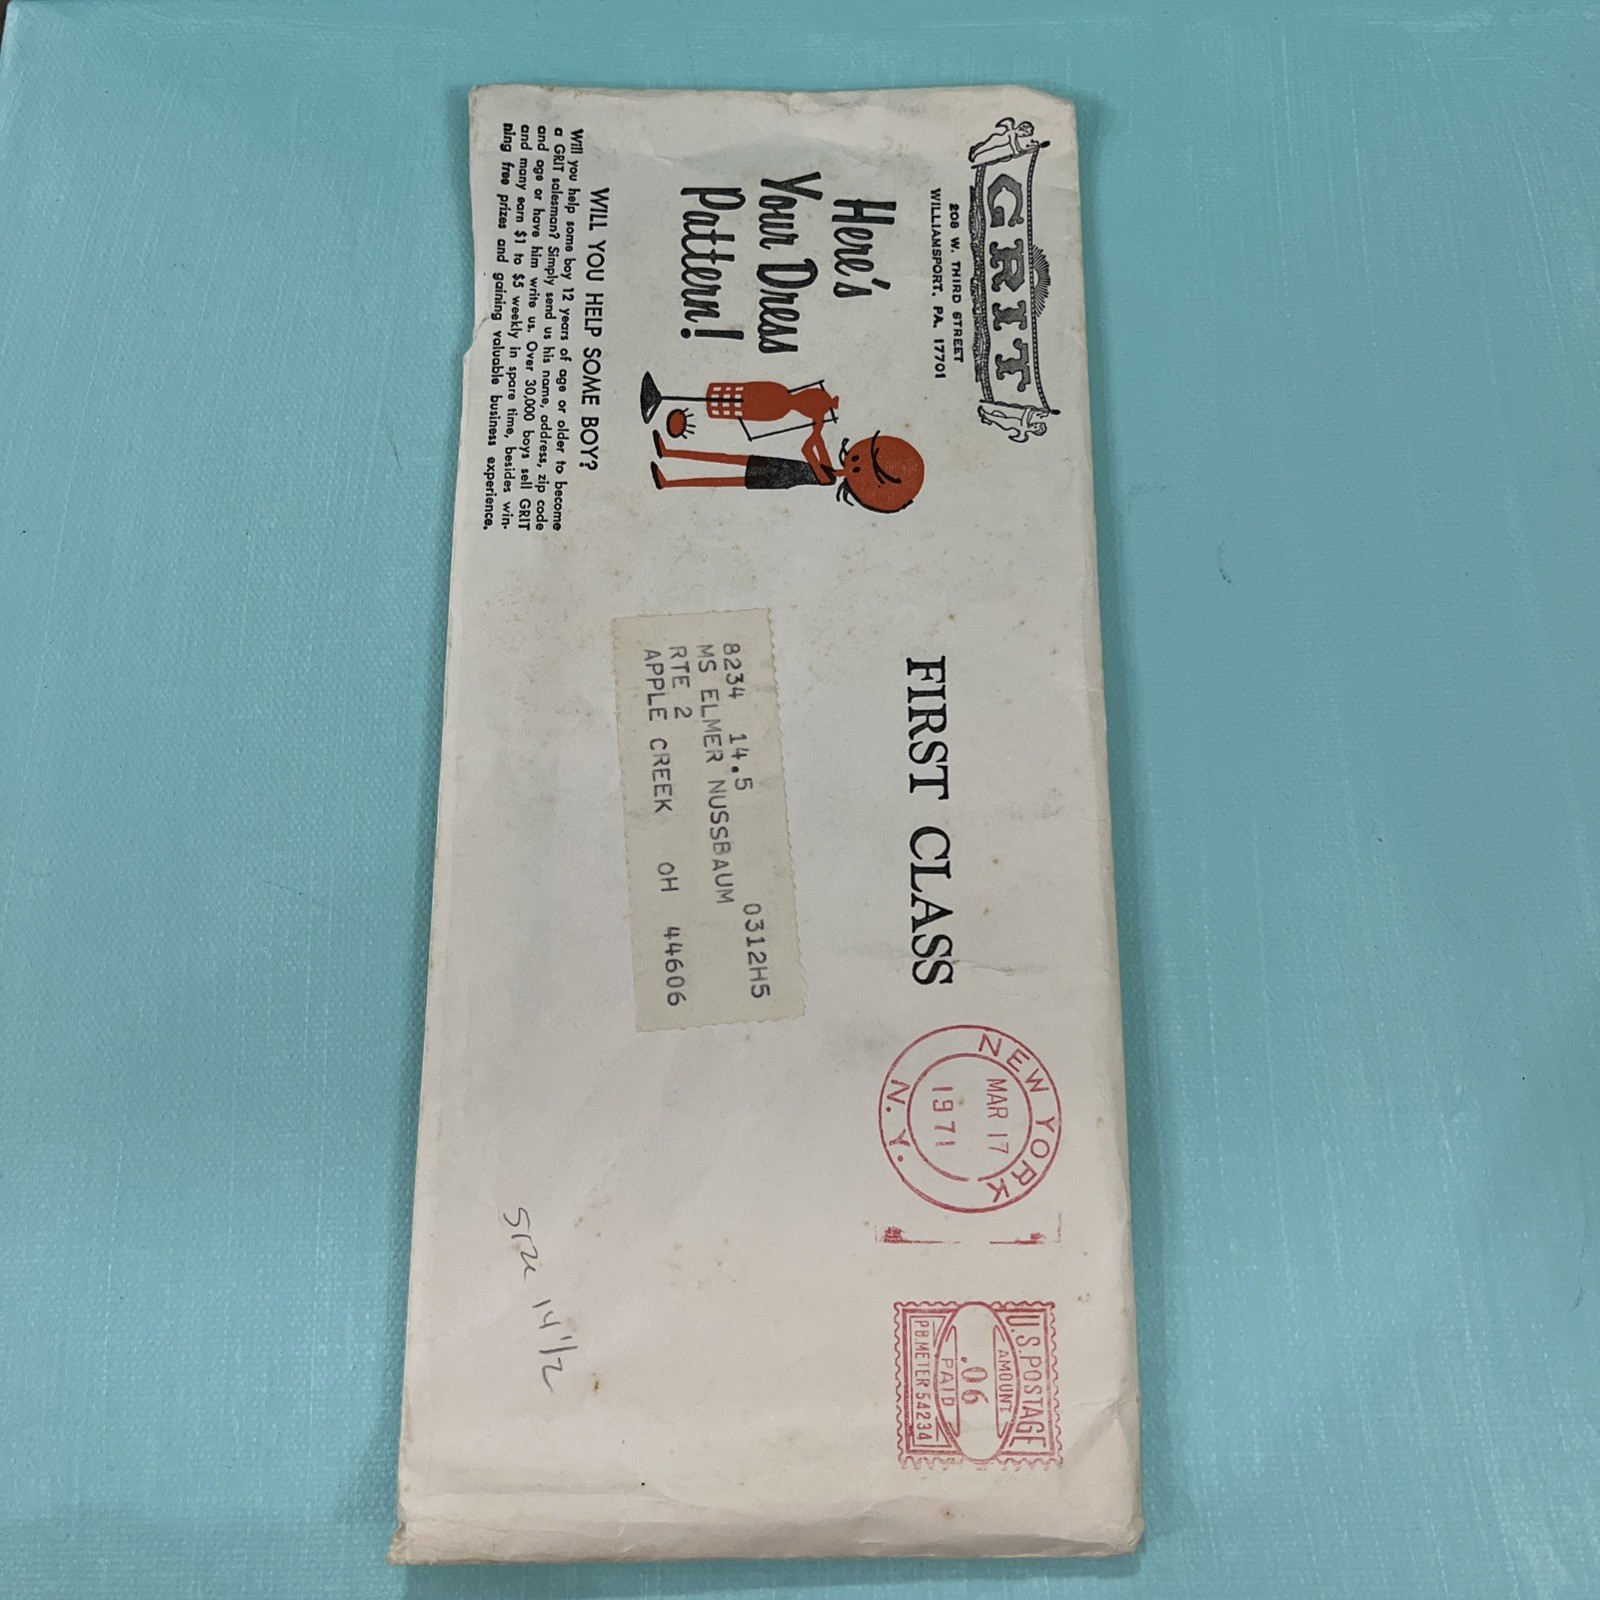 GRIT
208 W. THIRD STREET
WILLIAMSPORT, PA. 17701
Here's
Your Dress
Pattern!
WILL YOU HELP SOME BOY?
Will you help some boy 12 years of age or older to become
a GRIT salesman? Simply send us his name, address, zip code
and age or have him write us. Over 30,000 boys sell GRIT
and many earn $1 to $5 weekly in spare time, besides win-
ning free prizes and gaining valuable business experience.
FIRST CLASS
NEW YORK
MAR 17
1971
N.Y.
U.S. POSTAGE
AMOUNT
.06
PAID
PB METER 54234
8234 14.5 0312H5
MS ELMER NUSSBAUM
RTE 2
APPLE CREEK OH 44606
Size 14 1/2